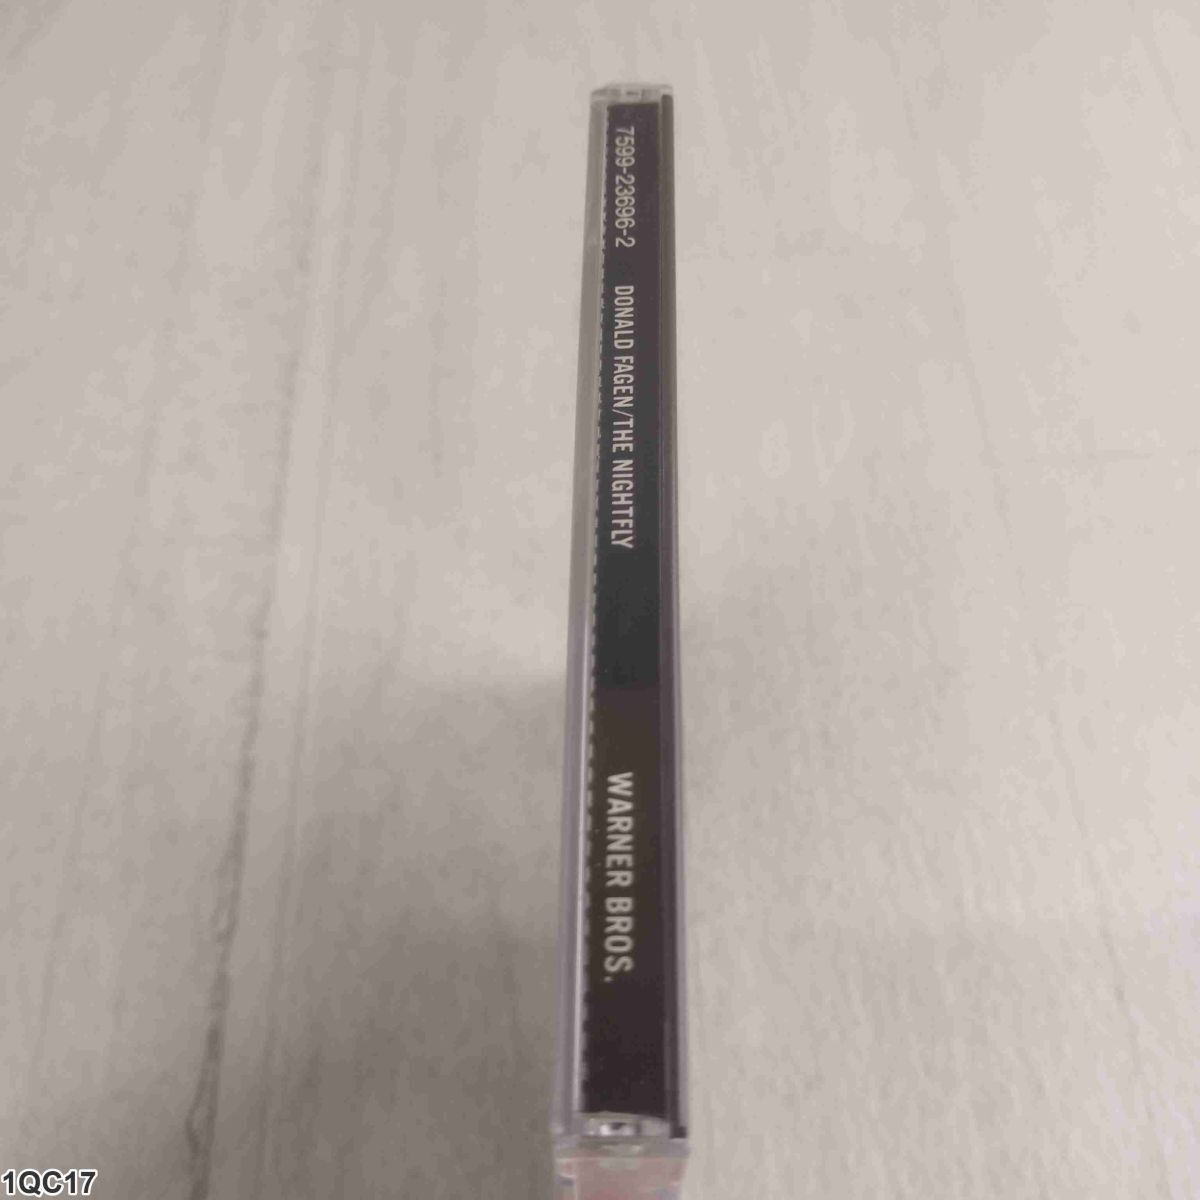 7599-23696-2 DONALD FAGEN/THE NIGHTFLY WARNER BROS.
1QC17